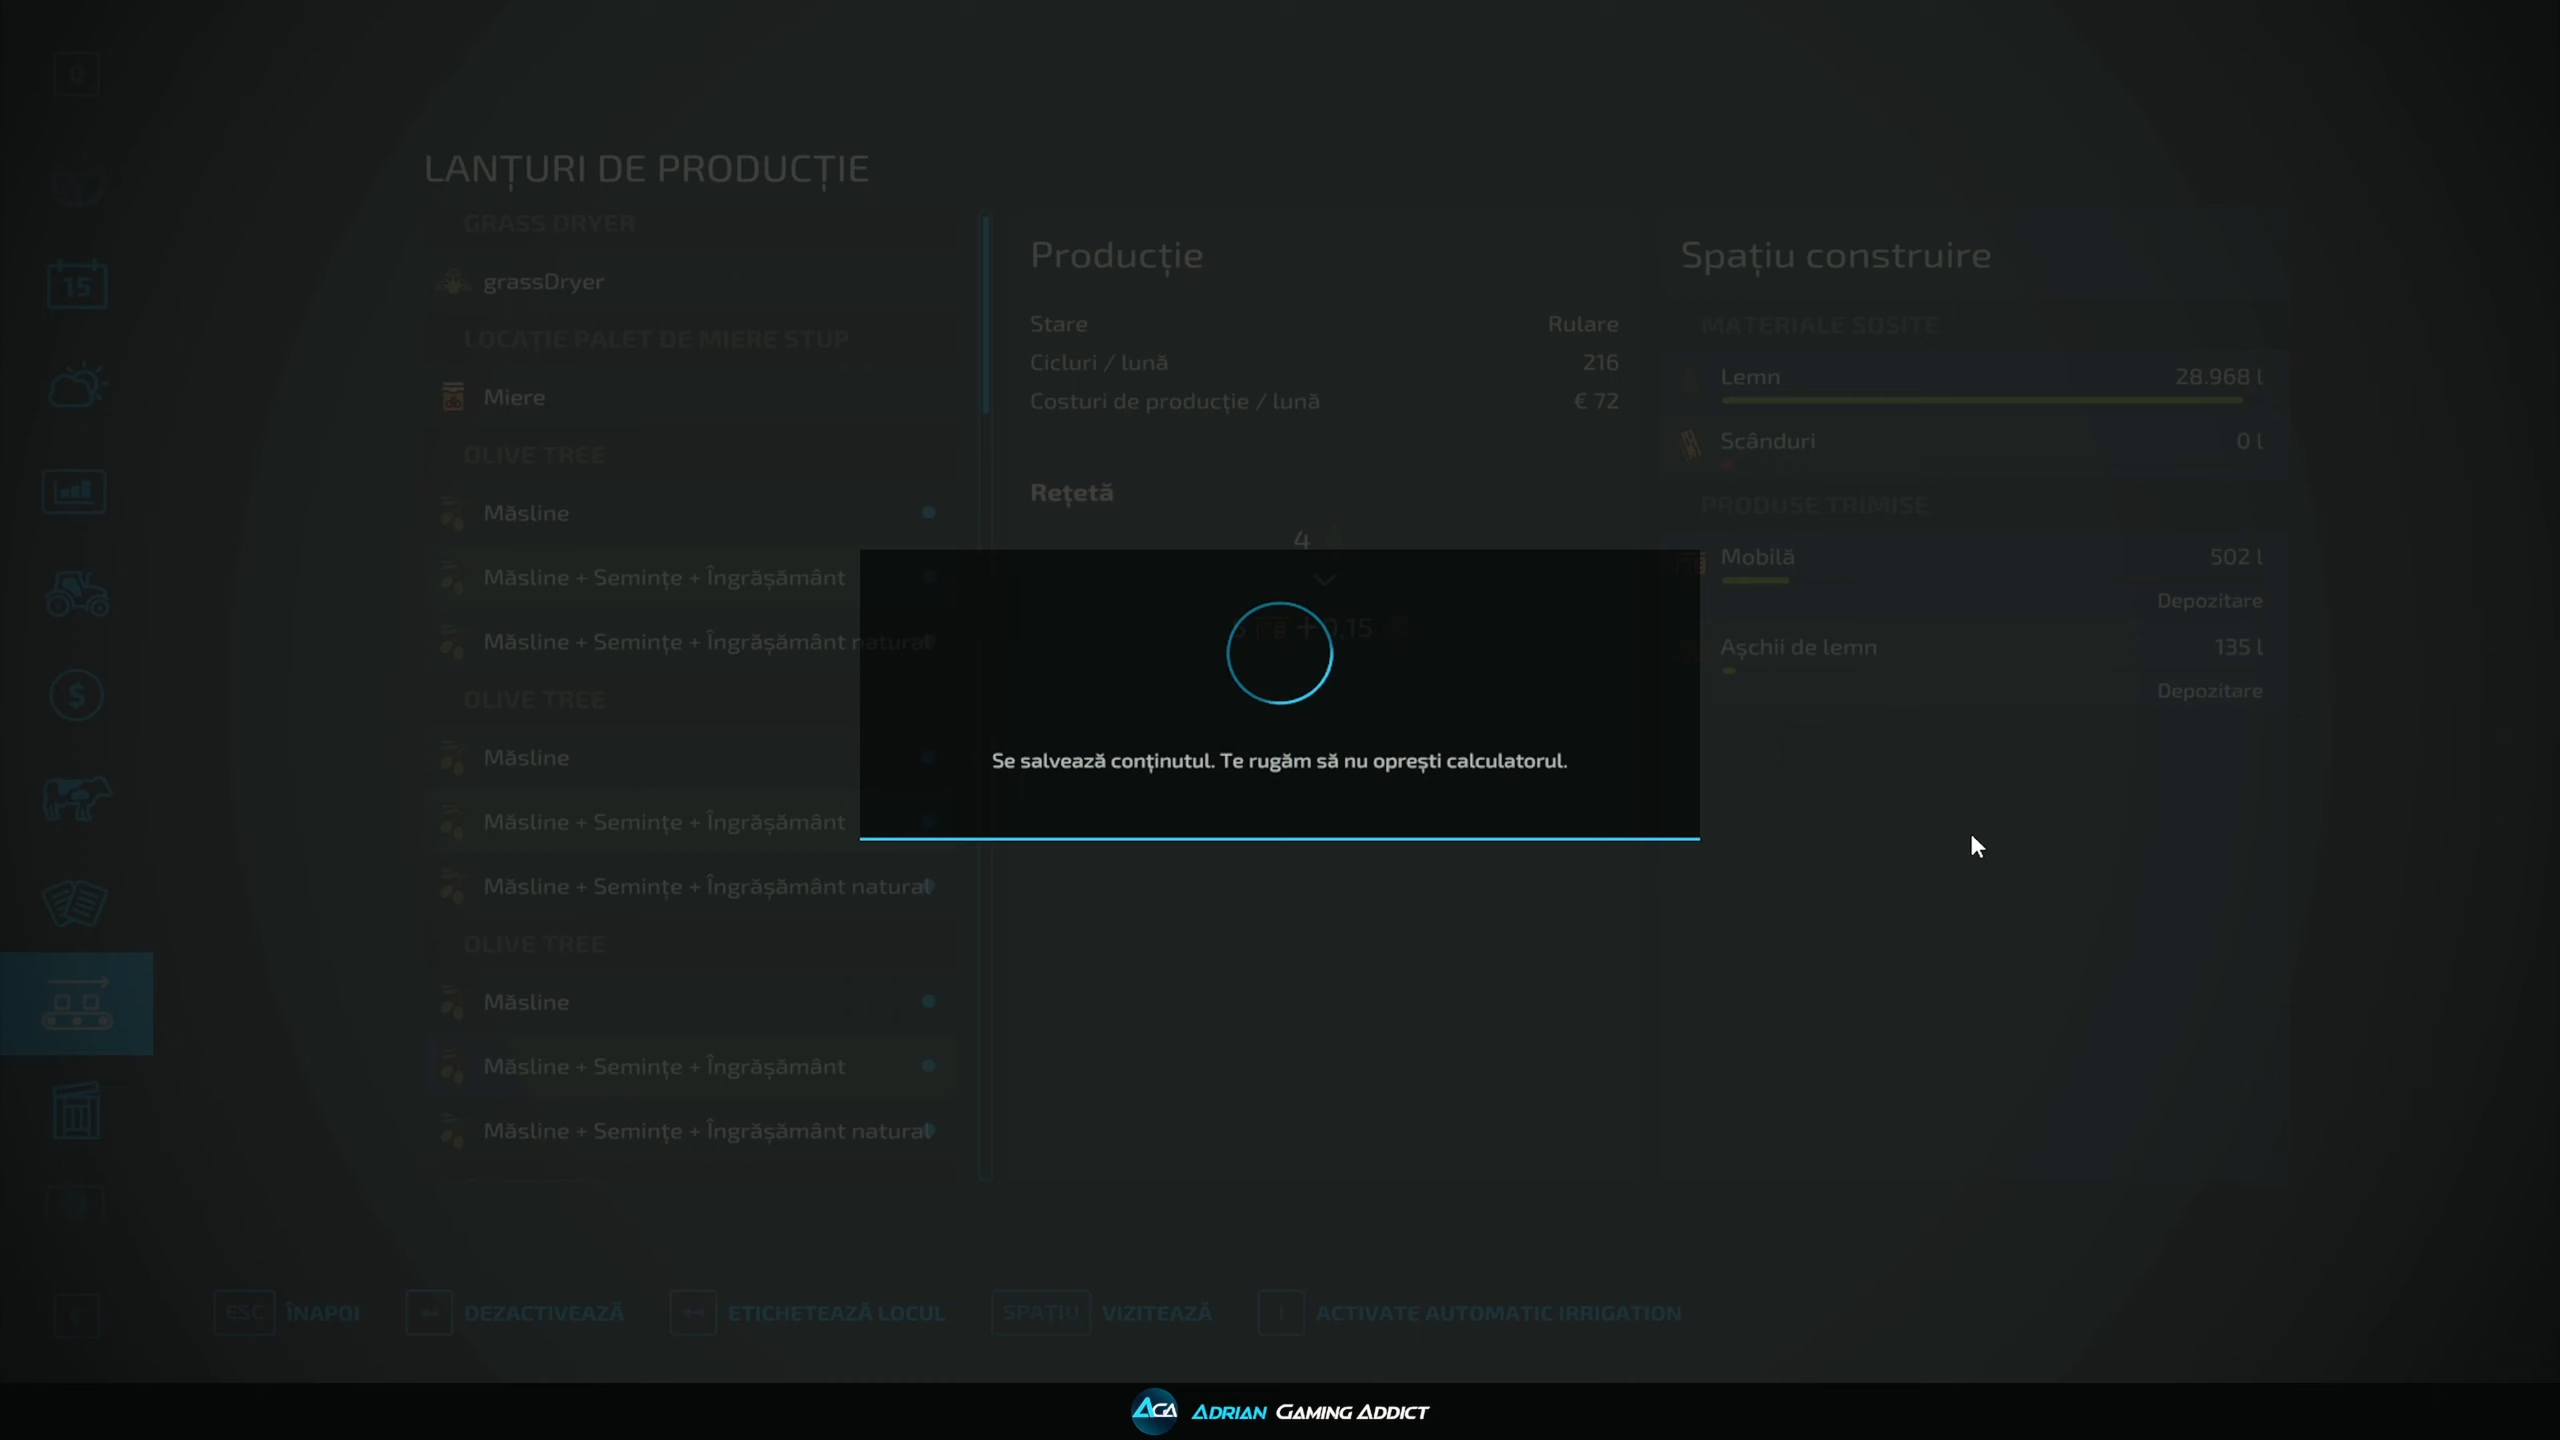 Q
LANȚURI DE PRODUCȚIE
GRASS DRYER
grassDryer
LOCAȚIE PALET DE MIERE STUP
Miere
OLIVE TREE
Măsline
Măsline + Semințe + Îngrășământ
Măsline + Semințe + Îngrășământ natural
OLIVE TREE
Măsline
Măsline + Semințe + Îngrășământ
Măsline + Semințe + Îngrășământ natural
OLIVE TREE
Măsline
Măsline + Semințe + Îngrășământ
Măsline + Semințe + Îngrășământ natural
15
Producție
Stare Rulare
Cicluri / lună 216
Costuri de producție / lună € 72
Rețetă
4
+ 0,15
Se salvează conținutul. Te rugăm să nu oprești calculatorul.
Spațiu construire
MATERIALE SOSITE
Lemn 28.968 l
Scânduri 0 l
PRODUSE TRIMISE
Mobilă 502 l
Depozitare
Așchii de lemn 135 l
Depozitare
ESC ÎNAPOI DEZACTIVEAZĂ ETICHETEAZĂ LOCUL SPAȚIU VIZITEAZĂ I ACTIVATE AUTOMATIC IRRIGATION
AGA ADRIAN GAMING ADDICT